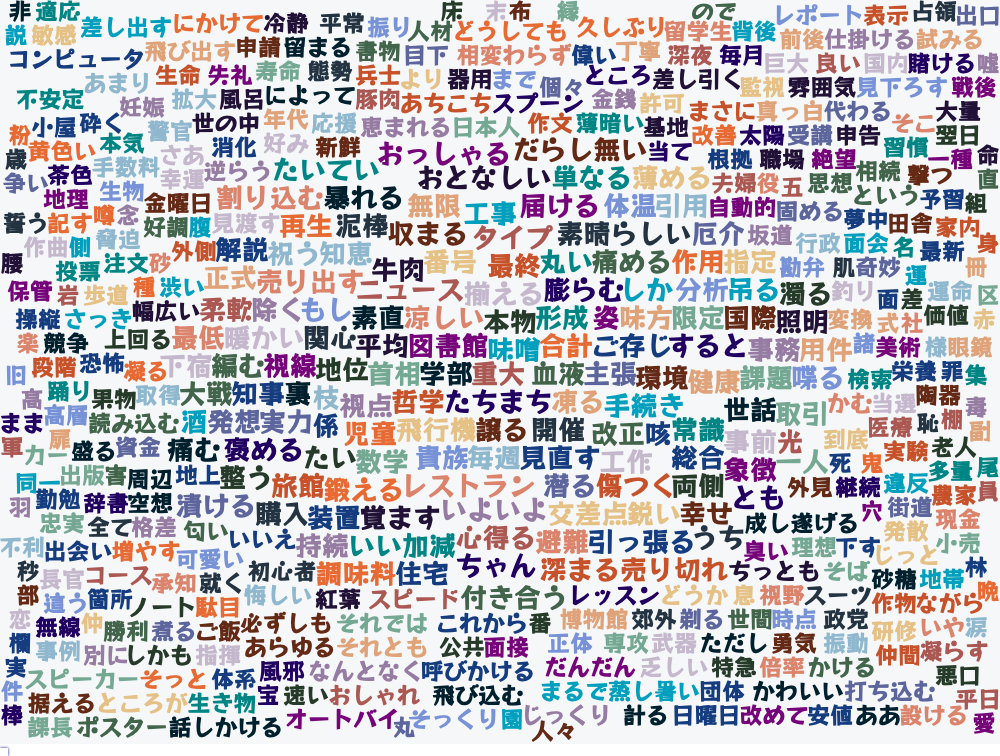 非 適応 床 末 布 縁 ので レポート 表示 占領 出口
説 敏感 差し出す にかけて 冷静 平常 振り 人材 どうしても 久しぶり 留学生 背後 前後 仕掛ける 試みる
コンピュータ 飛び出す 申請 留まる 書物 目下 相変わらず 偉い 丁寧 深夜 毎月 巨大 良い 国内 賭ける 嘘
あまり 生命 失礼 寿命 態勢 兵士 より 器用 まで 個々 ところ 差し引く 監視 雰囲気 見下ろす 戦後
不安定 妊娠 拡大 風呂 によって 豚肉 あちこち スプーン 金銭 許可 まさに 真っ白 代わる 大量
粉 小屋 砕く 警官 世の中 年代 応援 恵まれる 日本人 作文 薄暗い 基地 改善 太陽 受講 申告 そこ 翌日
歳 黄色い 本気 さあ 消化 好み 新鮮 おっしゃる だらし無い 当て 根拠 職場 絶望 習慣 一種 命
争い 茶色 手数料 幸運 逆らう たいてい おとなしい 単なる 薄める 夫婦 役 五 思想 相続 撃つ 直
地理 生物 金曜日 割り込む 暴れる 無限 工事 届ける 体温 引用 自動的 固める 夢中 という 予習 組
誓う 記す 噂 念 好調 腹 見渡す 再生 泥棒 収まる タイプ 素晴らしい 厄介 坂道 行政 面会 田舎 名 家内 身
作曲 側 脅迫 外側 解説 祝う 知恵 牛肉 番号 最終 丸い 痛める 作用 指定 勘弁 肌 奇妙 運 最新 冊
腰 投票 注文 砂 正式 売り出す ニュース 揃える 膨らむ しか 分析 吊る 濁る 釣り 面 差 運命 区
保管 岩 歩道 種 渋い 幅広い 柔軟 除く もし 素直 涼しい 本物 形成 姿 味方 限定 国際 照明 変換 式 社 価値 赤
操縦 さっき 上回る 最低 暖かい 関心 平均 図書館 味噌 合計 ご存じ すると 事務 用件 諸 美術 様 眼鏡
楽 競争 恐怖 凝る 下宿 編む 視線 地位 首相 学部 重大 血液 主張 環境 健康 課題 喋る 検索 栄養 罪 集
旧 段階 踊り 果物 取得 大戦 知事 裏 枝 視点 哲学 たちまち 凍る 手続き 世話 取引 かむ 当選 陶器 毒
高 まま 高層 読み込む 酒 発想 実力 係 児童 飛行機 譲る 開催 改正 咳 常識 事前 光 到底 医療 恥 棚 副
軍 カー 扉 盛る 資金 痛む 褒める たい 数学 貴族 毎週 見直す 工作 総合 象徴 一人 死 鬼 実験 老人 尾
同一 出版 害 周辺 地上 整う 旅館 鍛える レストラン 潜る 傷つく 両側 とも 外見 継続 違反 多量 農家 員
羽 勤勉 辞書 空想 漬ける 購入 装置 覚ます いよいよ 交差点 鋭い 幸せ 成し遂げる 穴 街道 現金
忠実 全て 格差 匂い いいえ 持続 いい加減 心得る 避難 引っ張る うち 臭い 理想 下す 発散 じっと 小売
不利 出会い 増やす 可愛い 初心者 調味料 住宅 ちゃん 深まる 売り切れ ちっとも そば 砂糖 地帯 林
秒 長官 コース 承知 就く 悔しい 紅葉 スピード 付き合う レッスン どうか 息 視野 スーツ 作物 ながら 晩
部 違う 箇所 ノート 駄目 必ずしも それでは これから 番 博物館 郊外 剃る 世間 時点 政党 研修 いや 涙
恋 無線 仲 勝利 煮る ご飯 あらゆる それとも 公共 面接 正体 専攻 武器 ただし 勇気 振動 仲間 凝らす
欄 事例 別に しかも 指揮 風邪 なんとなく 呼びかける だんだん 乏しい 特急 倍率 かける 悪口
実 スピーカー そっと 体系 宝 速い おしゃれ 飛び込む まるで 蒸し暑い 団体 かわいい 打ち込む 平日
件 据える ところが 生き物 オートバイ 丸 そっくり 園 じっくり 計る 日曜日 改めて 安値 ああ 設ける 愛
棒 課長 ポスター 話しかける 人々